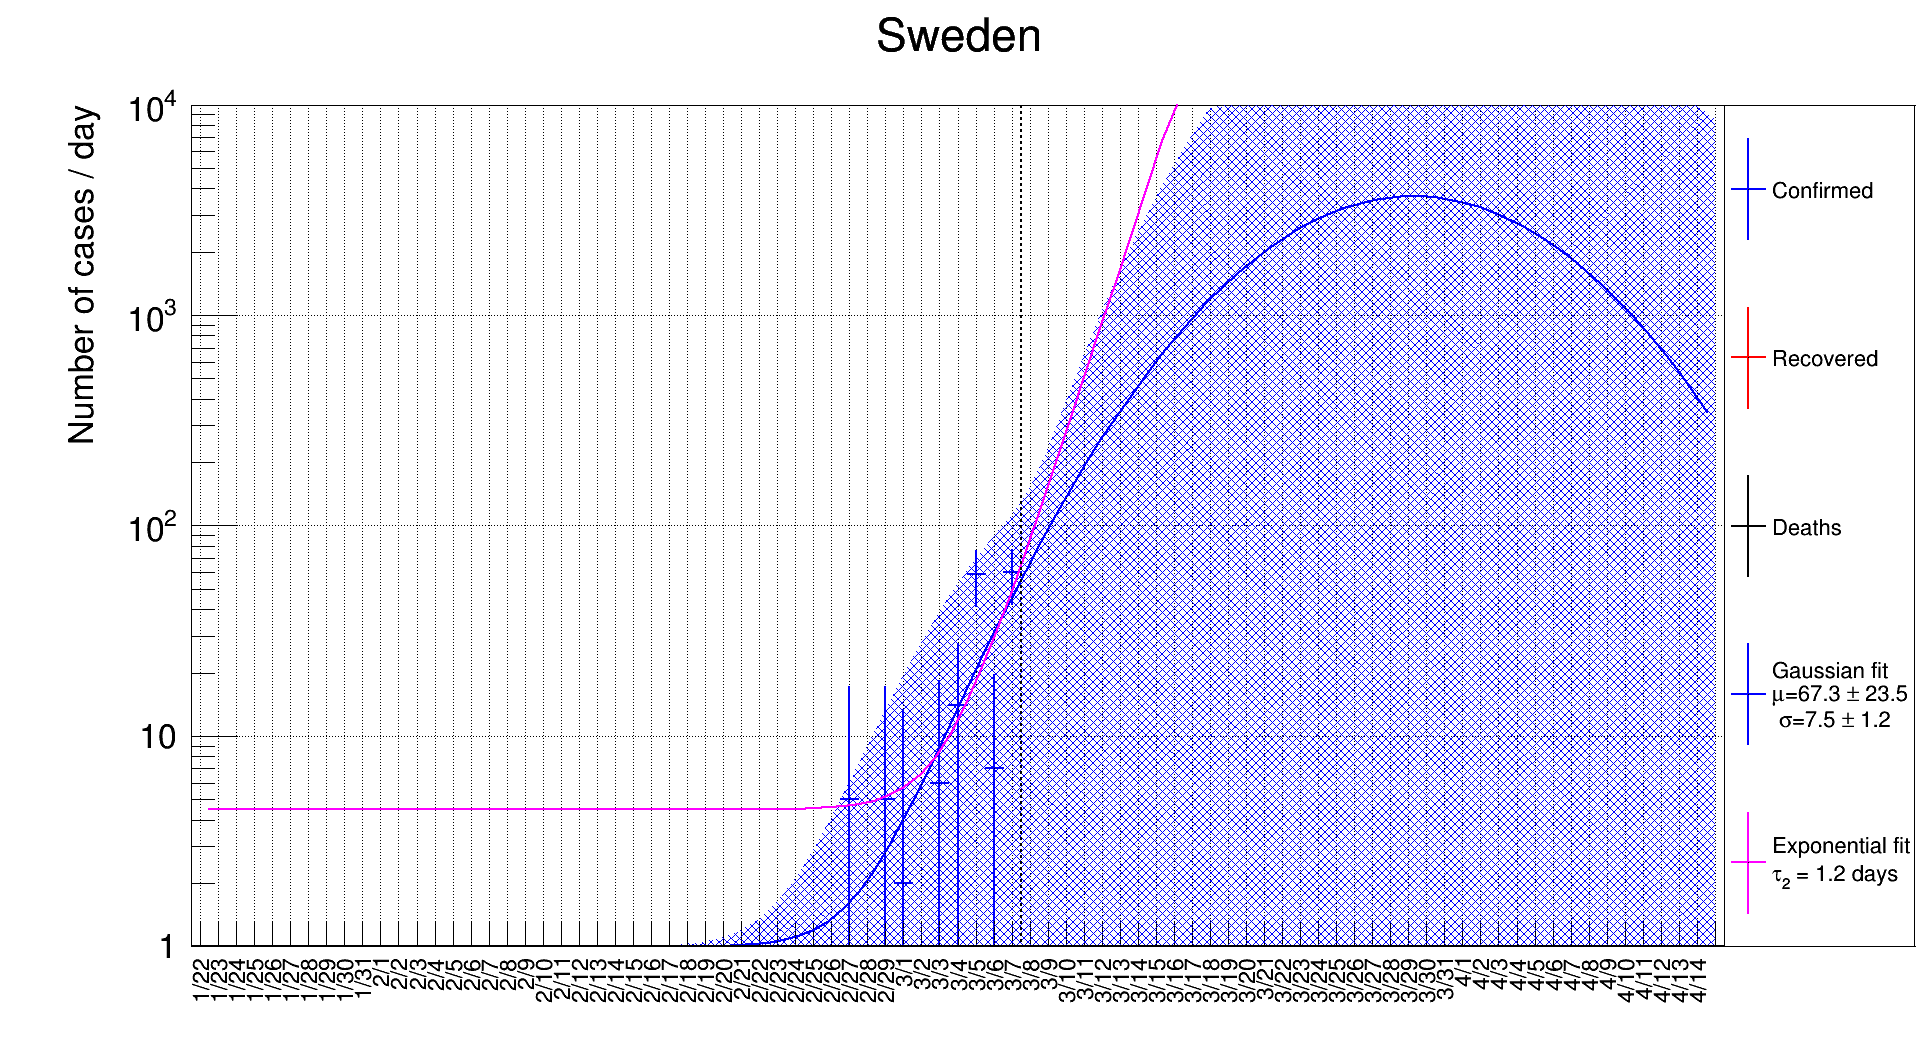 Sweden
Number of cases / day
10⁴
10³
10²
10
1
1/22 1/23 1/24 1/25 1/26 1/27 1/28 1/29 1/30 1/31 2/1 2/2 2/3 2/4 2/5 2/6 2/7 2/8 2/9 2/10 2/11 2/12 2/13 2/14 2/15 2/16 2/17 2/18 2/19 2/20 2/21 2/22 2/23 2/24 2/25 2/26 2/27 2/28 2/29 3/1 3/2 3/3 3/4 3/5 3/6 3/7 3/8 3/9 3/10 3/11 3/12 3/13 3/14 3/15 3/16 3/17 3/18 3/19 3/20 3/21 3/22 3/23 3/24 3/25 3/26 3/27 3/28 3/29 3/30 3/31 4/1 4/2 4/3 4/4 4/5 4/6 4/7 4/8 4/9 4/10 4/11 4/12 4/13 4/14
Confirmed
Recovered
Deaths
Gaussian fit
μ=67.3 ± 23.5
σ=7.5 ± 1.2
Exponential fit
τ₂ = 1.2 days